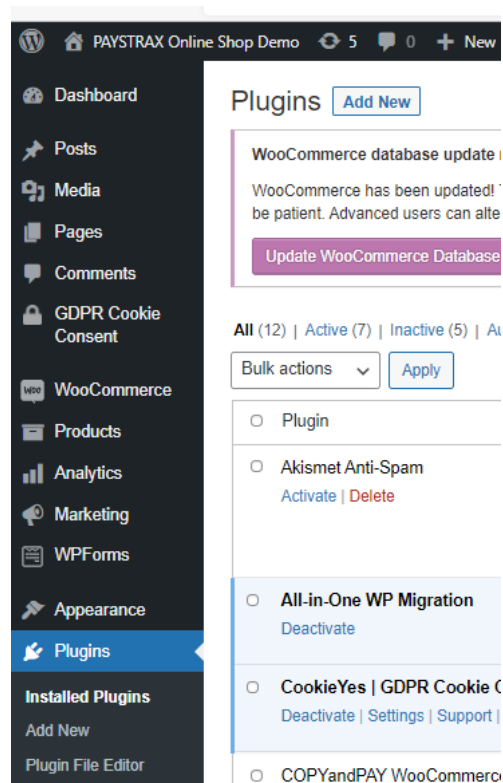 PAYSTRAX Online Shop Demo 5 0 + New
Dashboard
Posts
Media
Pages
Comments
GDPR Cookie
Consent
WooCommerce
Products
Analytics
Marketing
WPForms
Appearance
Plugins
Installed Plugins
Add New
Plugin File Editor
Plugins Add New
WooCommerce database update
WooCommerce has been updated!
be patient. Advanced users can alte
Update WooCommerce Database
All (12) | Active (7) | Inactive (5) | Au
Bulk actions Apply
Plugin
Akismet Anti-Spam
Activate | Delete
All-in-One WP Migration
Deactivate
CookieYes | GDPR Cookie C
Deactivate | Settings | Support |
COPYandPAY WooCommerc